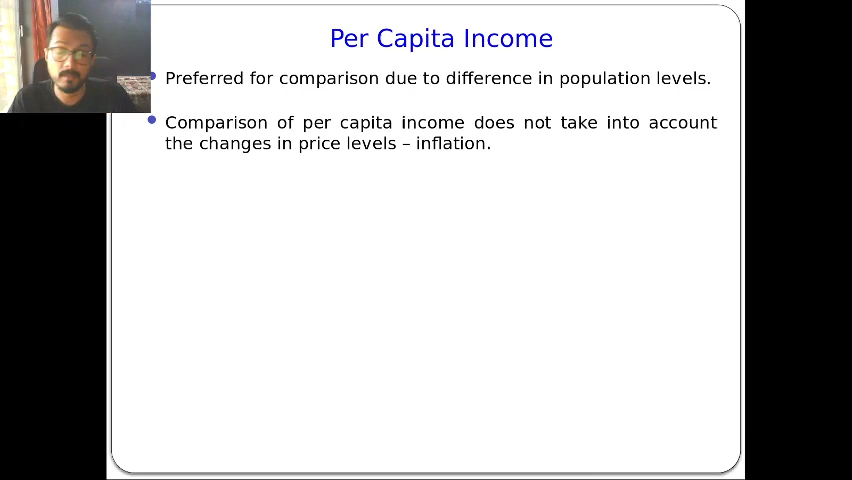 Per Capita Income
Preferred for comparison due to difference in population levels.
Comparison of per capita income does not take into account
the changes in price levels – inflation.